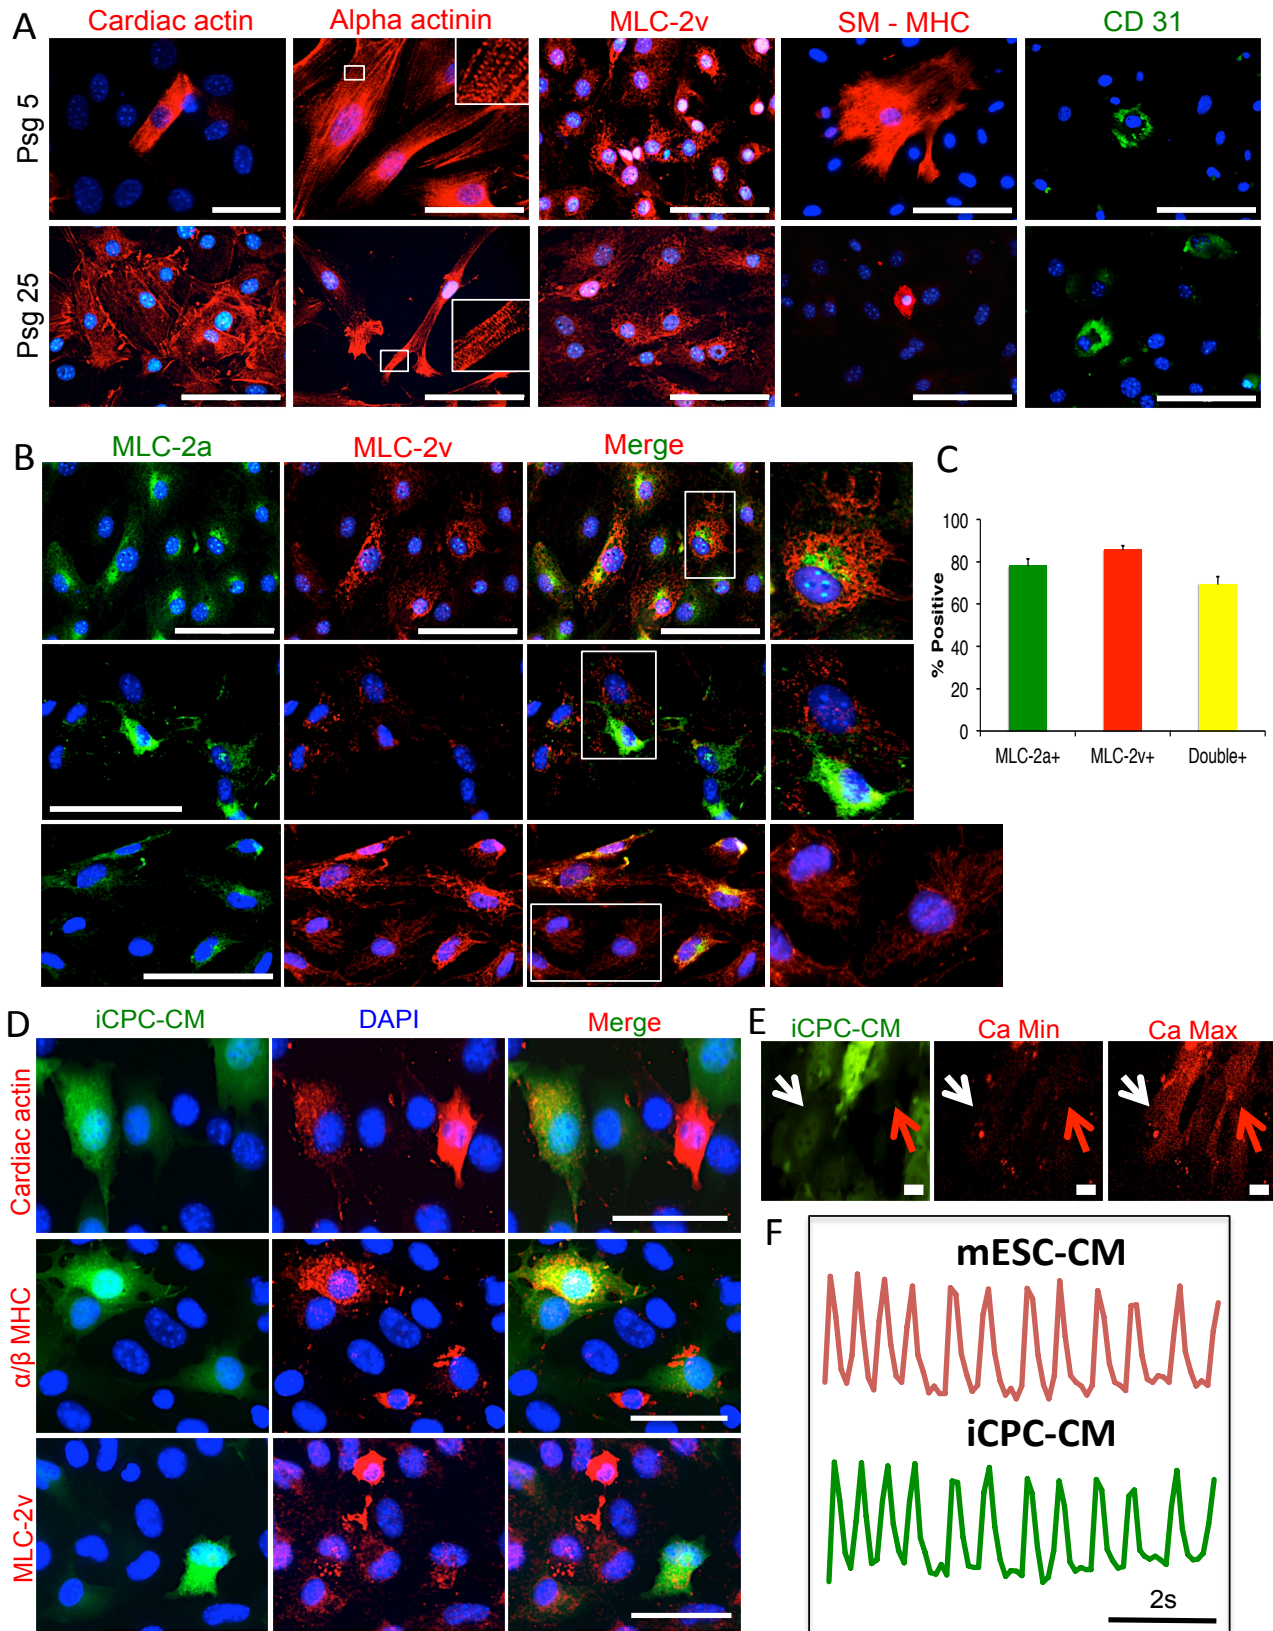 A
Cardiac actin Alpha actinin MLC-2v SM - MHC CD 31
Psg 5
Psg 25
B
MLC-2a MLC-2v Merge
C
100
80
60
40
20
0
% Positive
MLC-2a+ MLC-2v+ Double+
D
iCPC-CM DAPI Merge
Cardiac actin
α/β MHC
MLC-2v
E
iCPC-CM Ca Min Ca Max
F
mESC-CM
iCPC-CM
2s